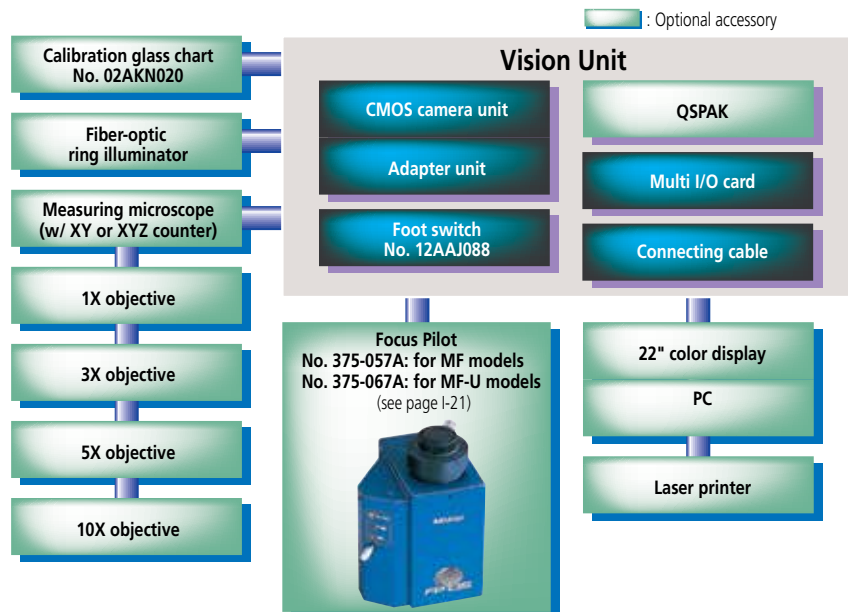 : Optional accessory
Calibration glass chart
No. 02AKN020
Fiber-optic
ring illuminator
Measuring microscope
(w/ XY or XYZ counter)
1X objective
3X objective
5X objective
10X objective
Vision Unit
CMOS camera unit
Adapter unit
Foot switch
No. 12AAJ088
QSPAK
Multi I/O card
Connecting cable
Focus Pilot
No. 375-057A: for MF models
No. 375-067A: for MF-U models
(see page I-21)
22" color display
PC
Laser printer